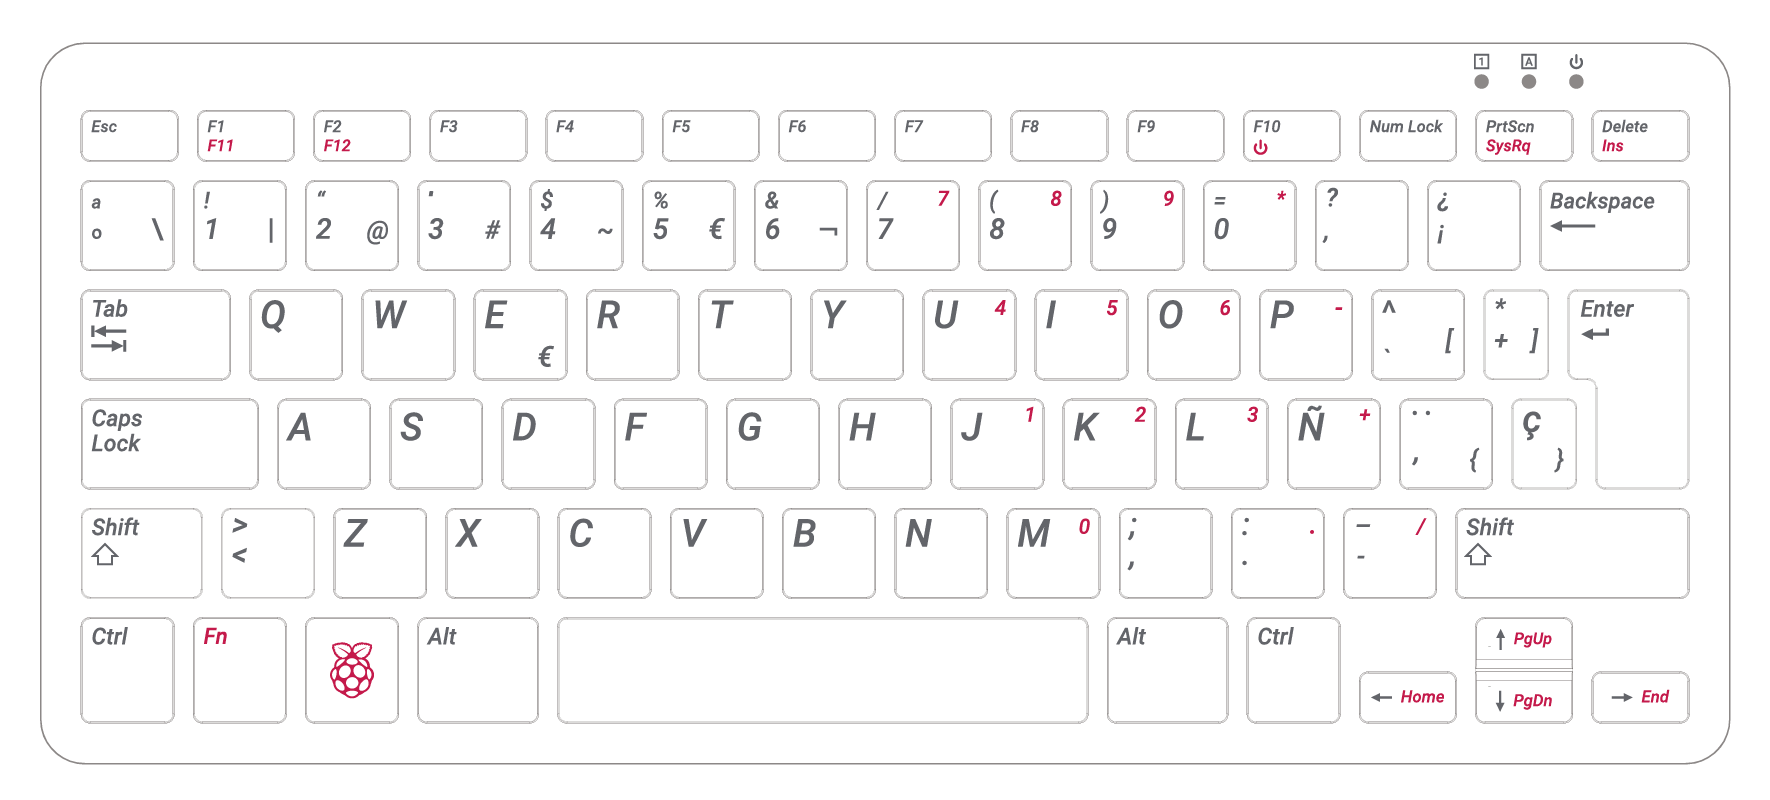 1 A
Esc F1 F2 F3 F4 F5 F6 F7 F8 F9 F10 Num Lock PrtScn Delete
F11 F12 SysRq Ins
a ! “ · $ % & / 7 ( 8 ) 9 = * ? ¿ Backspace
o \ 1 | 2 @ 3 # 4 ~ 5 € 6 ¬ 7 8 9 0 ' ¡
Tab Q W E R T Y U 4 I 5 O 6 P - ^ * Enter
€ ` [ + ]
Caps A S D F G H J 1 K 2 L 3 Ñ + ¨ Ç
Lock ´ { }
Shift > Z X C V B N M 0 ; : . – / Shift
< , . -
Ctrl Fn Alt Alt Ctrl ↑ PgUp
← Home ↓ PgDn → End